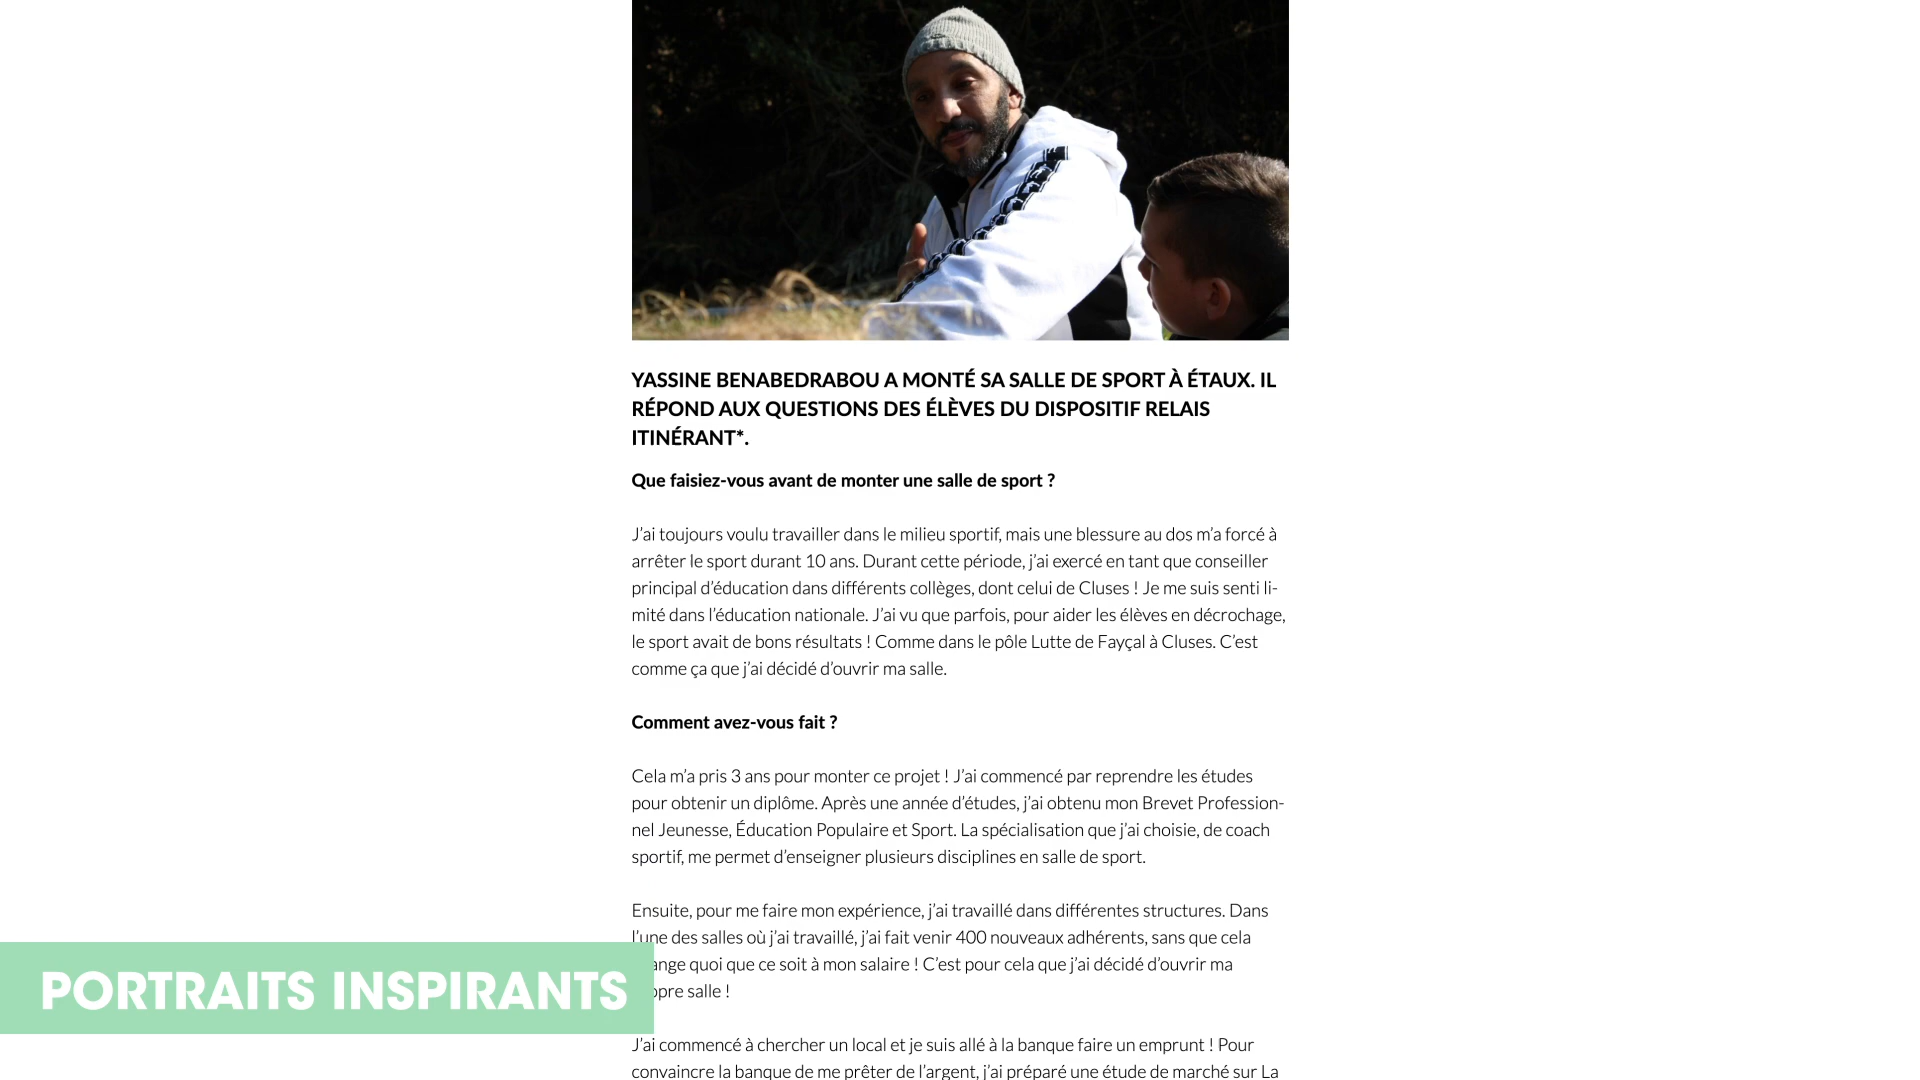 YASSINE BENABEDRABOU A MONTÉ SA SALLE DE SPORT À ÉTAUX. IL
RÉPOND AUX QUESTIONS DES ÉLÈVES DU DISPOSITIF RELAIS
ITINÉRANT*.
Que faisiez-vous avant de monter une salle de sport ?
J’ai toujours voulu travailler dans le milieu sportif, mais une blessure au dos m’a forcé à
arrêter le sport durant 10 ans. Durant cette période, j’ai exercé en tant que conseiller
principal d’éducation dans différents collèges, dont celui de Cluses ! Je me suis senti li-
mité dans l’éducation nationale. J’ai vu que parfois, pour aider les élèves en décrochage,
le sport avait de bons résultats ! Comme dans le pôle Lutte de Fayçal à Cluses. C’est
comme ça que j’ai décidé d’ouvrir ma salle.
Comment avez-vous fait ?
Cela m’a pris 3 ans pour monter ce projet ! J’ai commencé par reprendre les études
pour obtenir un diplôme. Après une année d’études, j’ai obtenu mon Brevet Profession-
nel Jeunesse, Éducation Populaire et Sport. La spécialisation que j’ai choisie, de coach
sportif, me permet d’enseigner plusieurs disciplines en salle de sport.
Ensuite, pour me faire mon expérience, j’ai travaillé dans différentes structures. Dans
l’une des salles où j’ai travaillé, j’ai fait venir 400 nouveaux adhérents, sans que cela
ange quoi que ce soit à mon salaire ! C’est pour cela que j’ai décidé d’ouvrir ma
opre salle !
PORTRAITS INSPIRANTS
J’ai commencé à chercher un local et je suis allé à la banque faire un emprunt ! Pour
convaincre la banque de me prêter de l’argent, j’ai préparé une étude de marché sur La